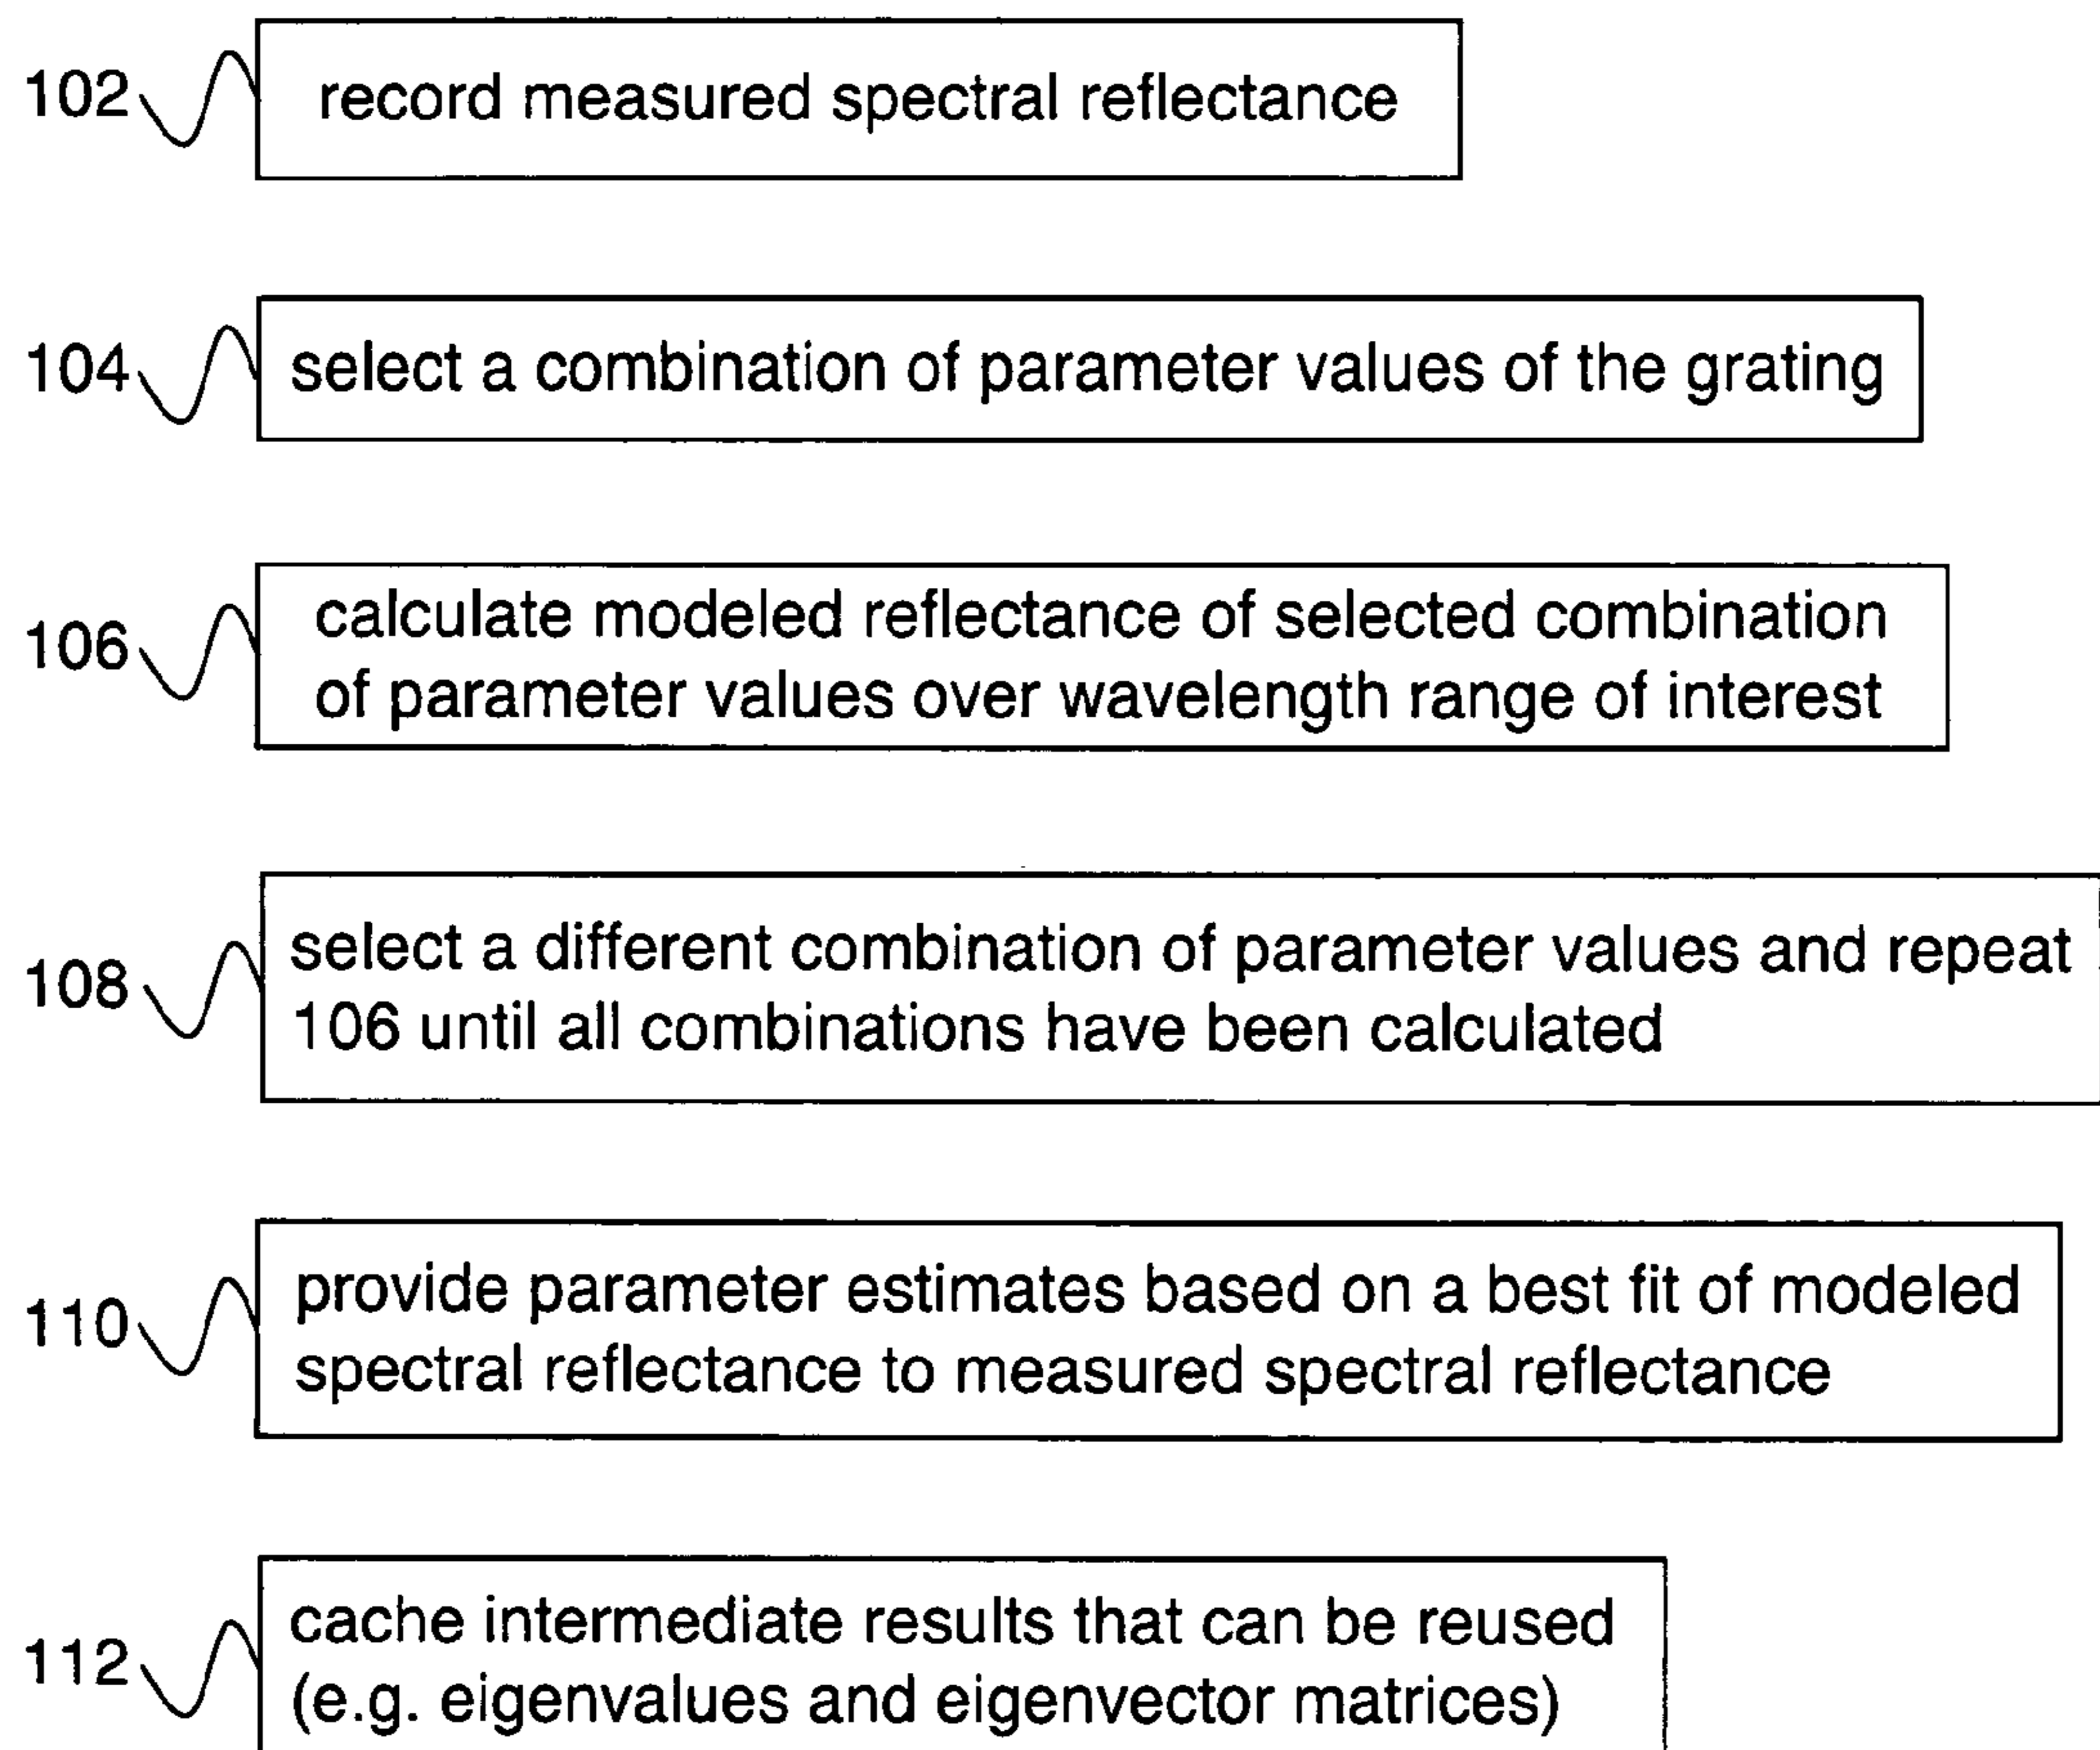 102 record measured spectral reflectance
104 select a combination of parameter values of the grating
106 calculate modeled reflectance of selected combination
of parameter values over wavelength range of interest
108 select a different combination of parameter values and repeat
106 until all combinations have been calculated
110 provide parameter estimates based on a best fit of modeled
spectral reflectance to measured spectral reflectance
112 cache intermediate results that can be reused
(e.g. eigenvalues and eigenvector matrices)